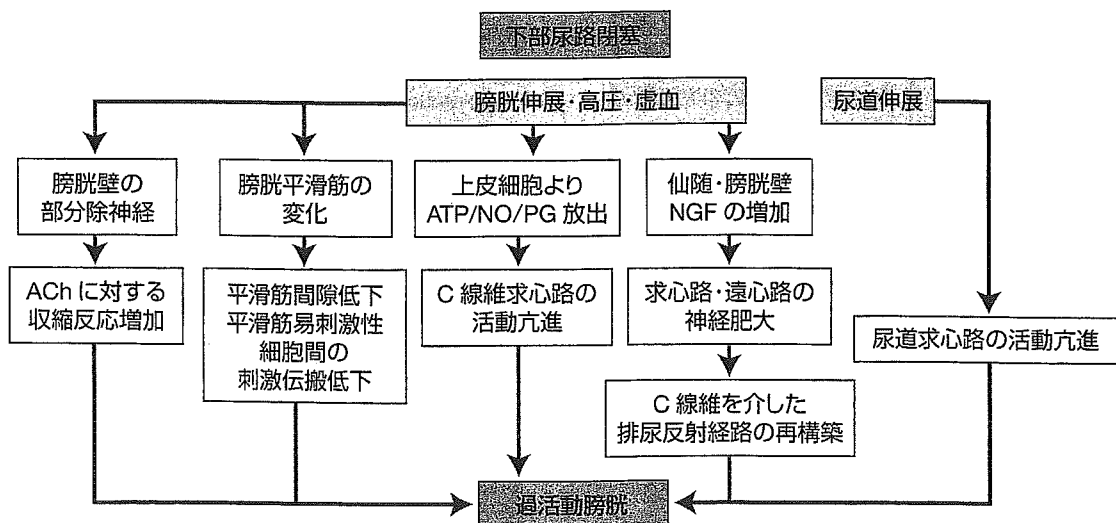 下部尿路閉塞
膀胱伸展・高圧・虚血
尿道伸展
膀胱壁の
部分除神経
膀胱平滑筋の
変化
上皮細胞より
ATP/NO/PG 放出
仙随・膀胱壁
NGF の増加
ACh に対する
収縮反応増加
平滑筋間隙低下
平滑筋易刺激性
細胞間の
刺激伝搬低下
C 線維求心路の
活動亢進
求心路・遠心路の
神経肥大
尿道求心路の活動亢進
C 線維を介した
排尿反射経路の再構築
過活動膀胱